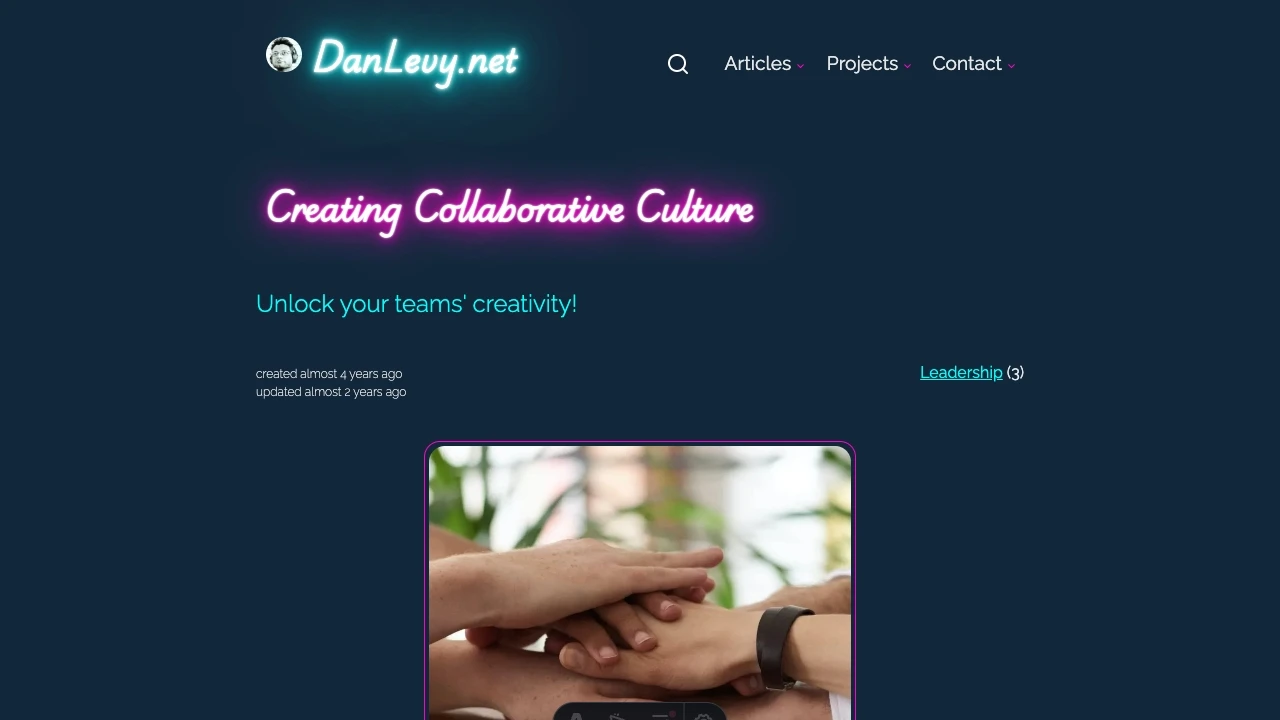 DanLevy.net
Articles
Projects
Contact
Creating Collaborative Culture
Unlock your teams' creativity!
created almost 4 years ago
updated almost 2 years ago
Leadership (3)